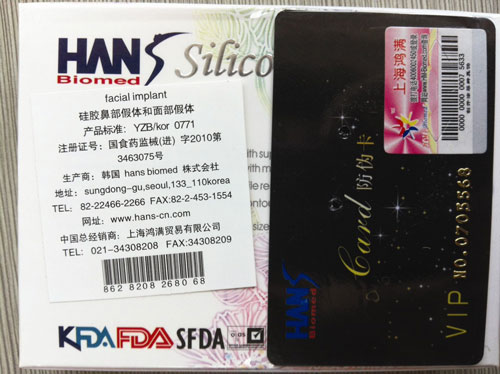 HANS
Biomed
Silico
facial implant
硅胶鼻部假体和面部假体
产品标准: YZB/kor 0771
注册证号: 国食药监械(进) 字2010第
3463075号
生产商: 韩国 hans biomed 株式会社
地址: sungdong-gu,seoul,133_110korea
TEL: 82-22466-2266 FAX:82-2-453-1554
网址: www.hans-cn.com
中国总经销商: 上海鸿满贸易有限公司
TEL: 021-34308208 FAX:34308209
862 8208 2680 68
KFDA FDA SFDA
HANS
Biomed
Card 防伪卡
VIP NO.0705568
上海鸿满
0000 0000 0007 5633